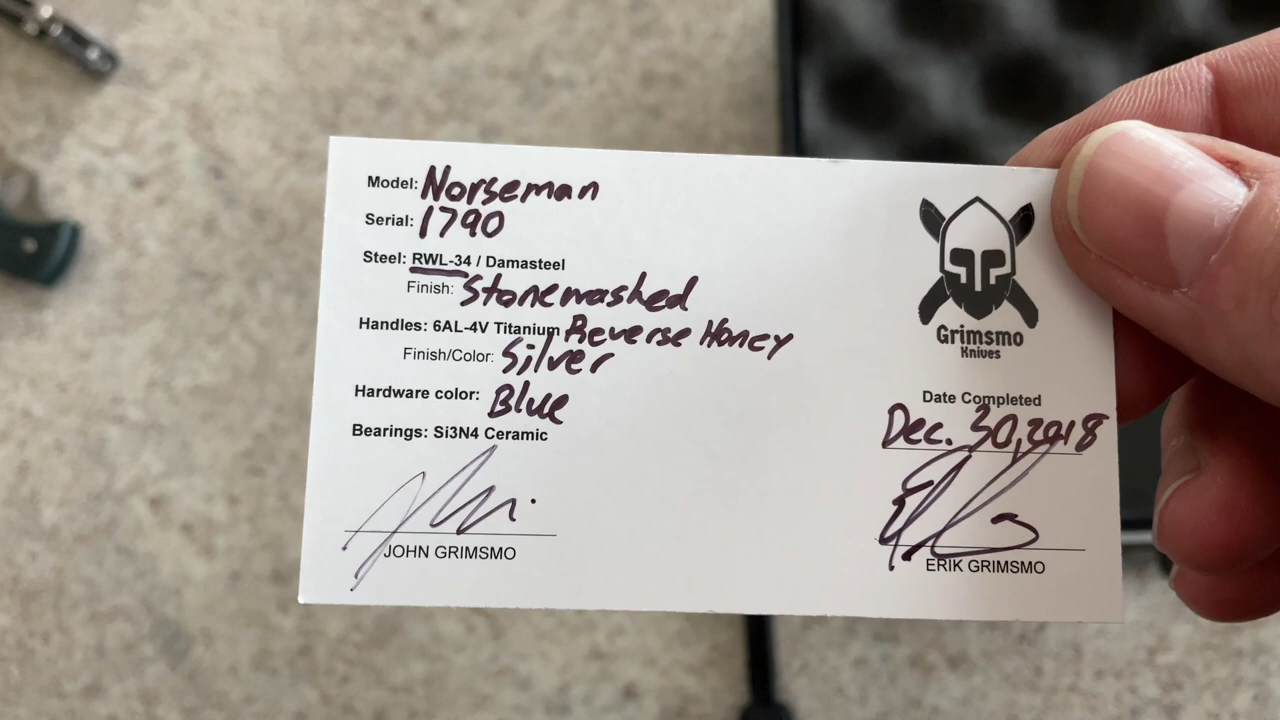 Model: Norseman
Serial: 1790
Steel: RWL-34 / Damasteel
Finish: Stonewashed
Handles: 6AL-4V Titanium Reverse Honey
Finish/Color: Silver
Hardware color: Blue
Bearings: Si3N4 Ceramic
JOHN GRIMSMO
Grimsmo
Knives
Date Completed
Dec. 30, 2018
ERIK GRIMSMO